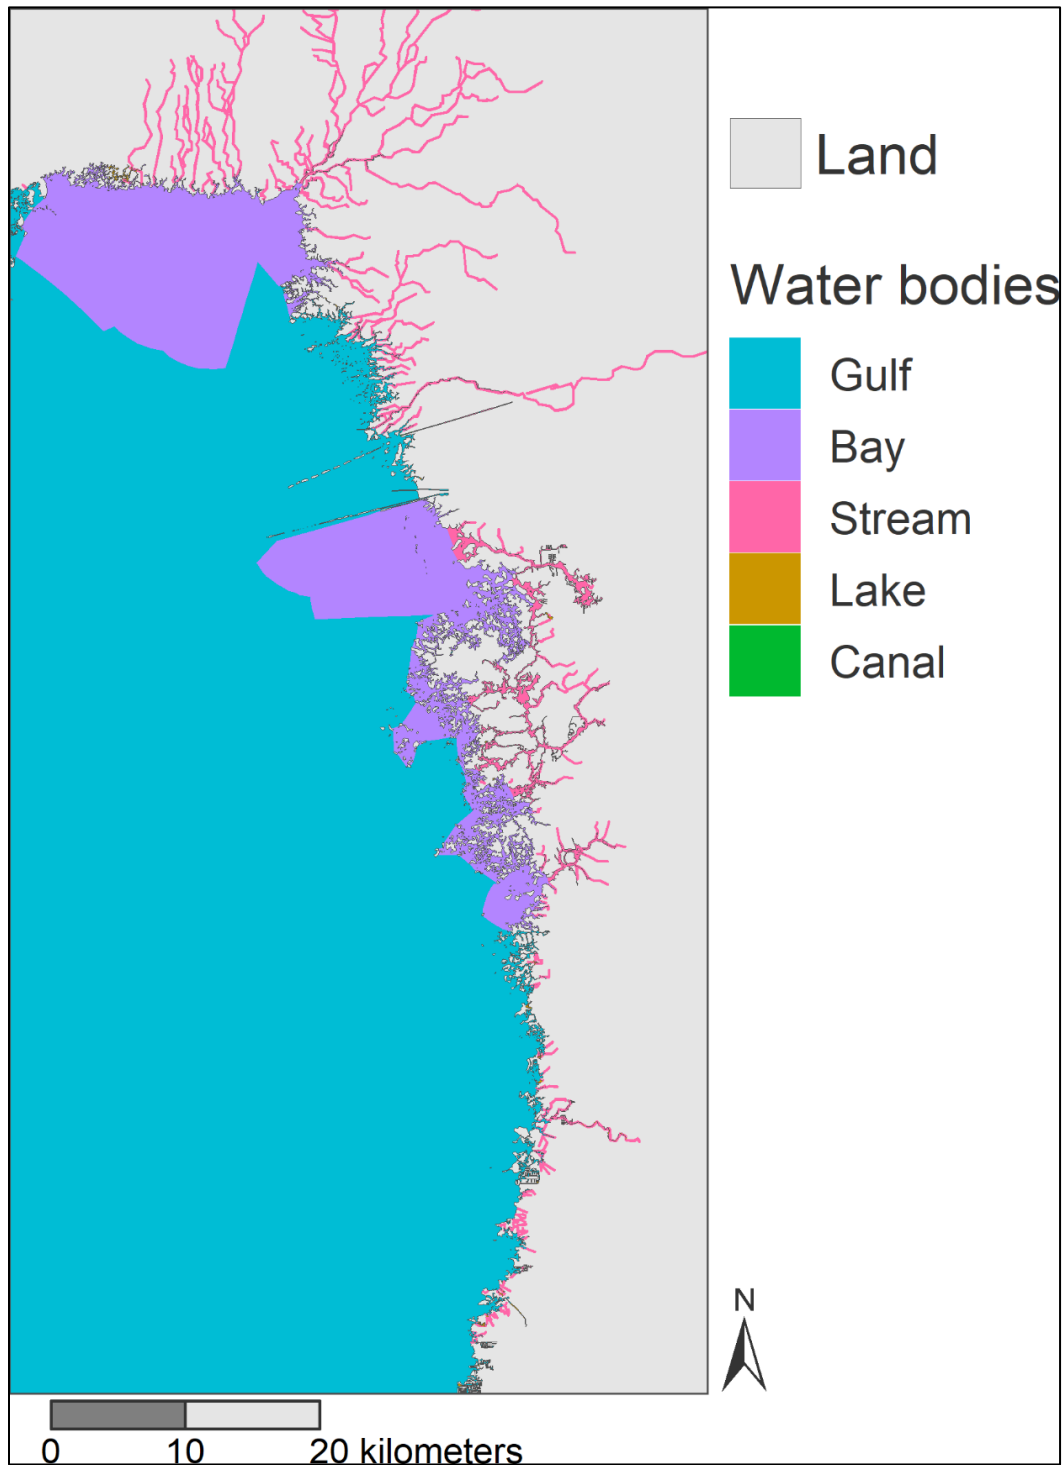 Land
Water bodies
Gulf
Bay
Stream
Lake
Canal
N
0 10 20 kilometers